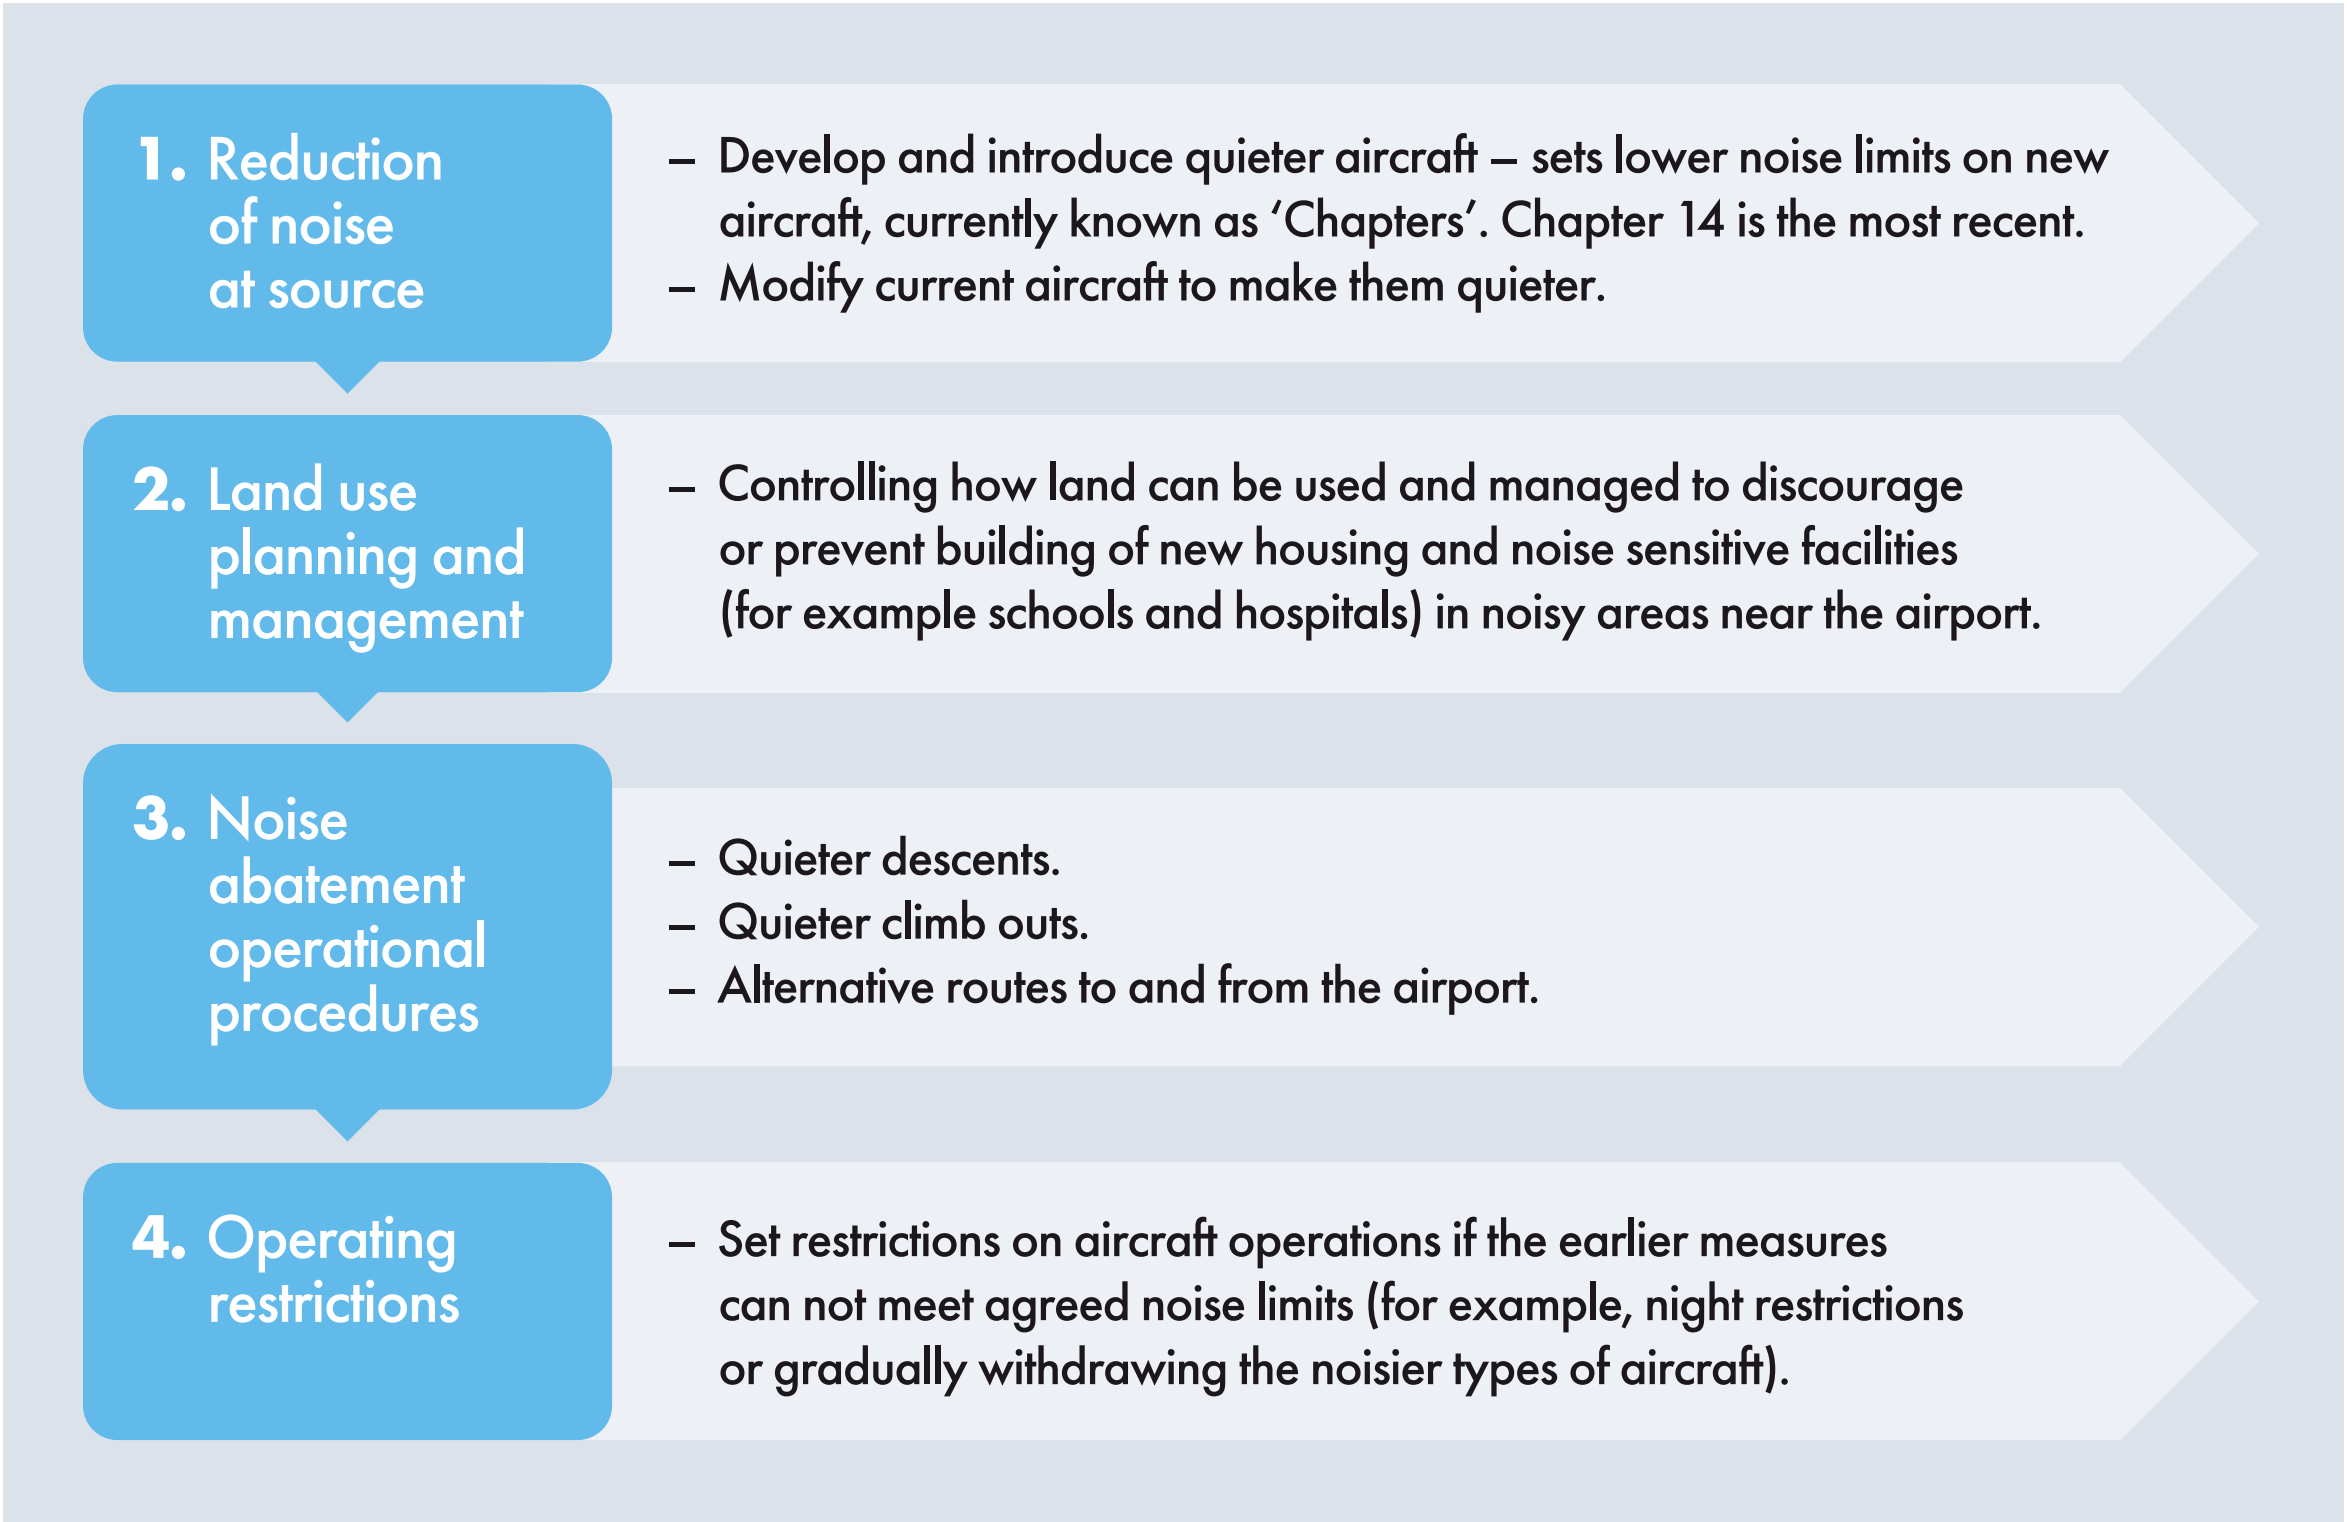 1. Reduction
of noise
at source
– Develop and introduce quieter aircraft – sets lower noise limits on new
aircraft, currently known as ‘Chapters’. Chapter 14 is the most recent.
– Modify current aircraft to make them quieter.
2. Land use
planning and
management
– Controlling how land can be used and managed to discourage
or prevent building of new housing and noise sensitive facilities
(for example schools and hospitals) in noisy areas near the airport.
3. Noise
abatement
operational
procedures
– Quieter descents.
– Quieter climb outs.
– Alternative routes to and from the airport.
4. Operating
restrictions
– Set restrictions on aircraft operations if the earlier measures
can not meet agreed noise limits (for example, night restrictions
or gradually withdrawing the noisier types of aircraft).